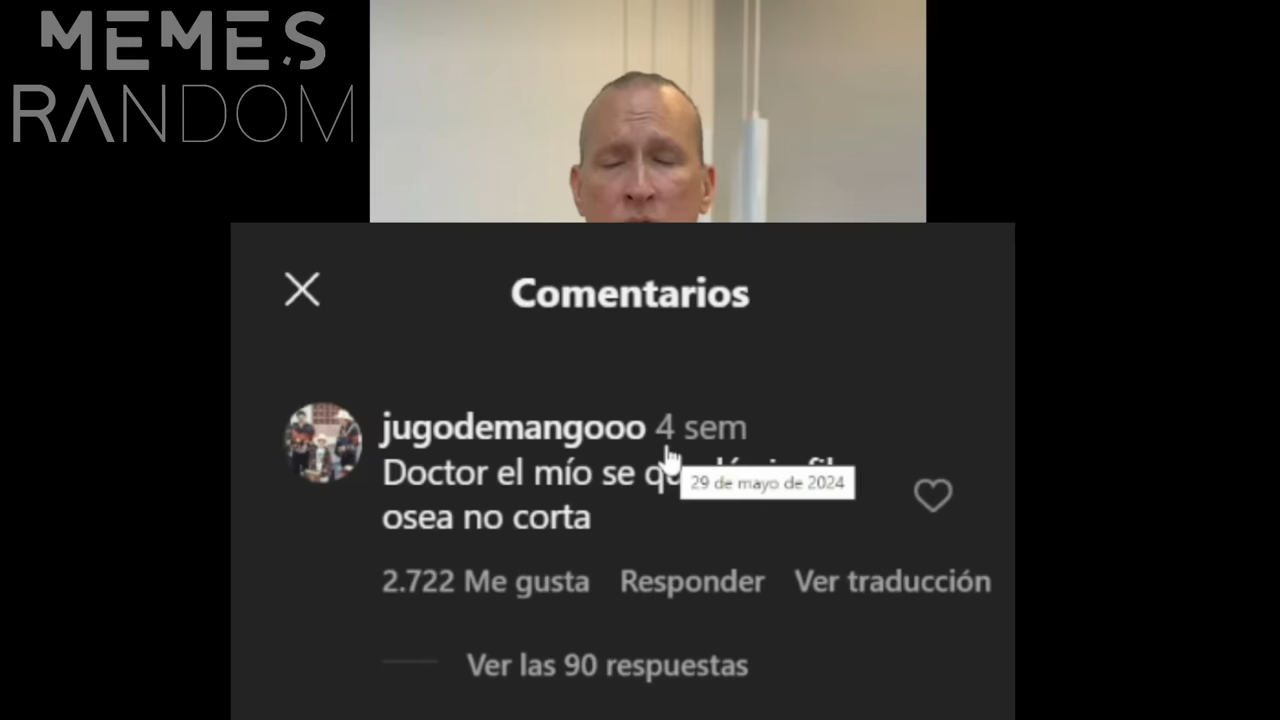 MEMES
RANDOM
Comentarios
jugodemangooo 4 sem
Doctor el mío se
29 de mayo de 2024
osea no corta
2.722 Me gusta Responder Ver traducción
Ver las 90 respuestas